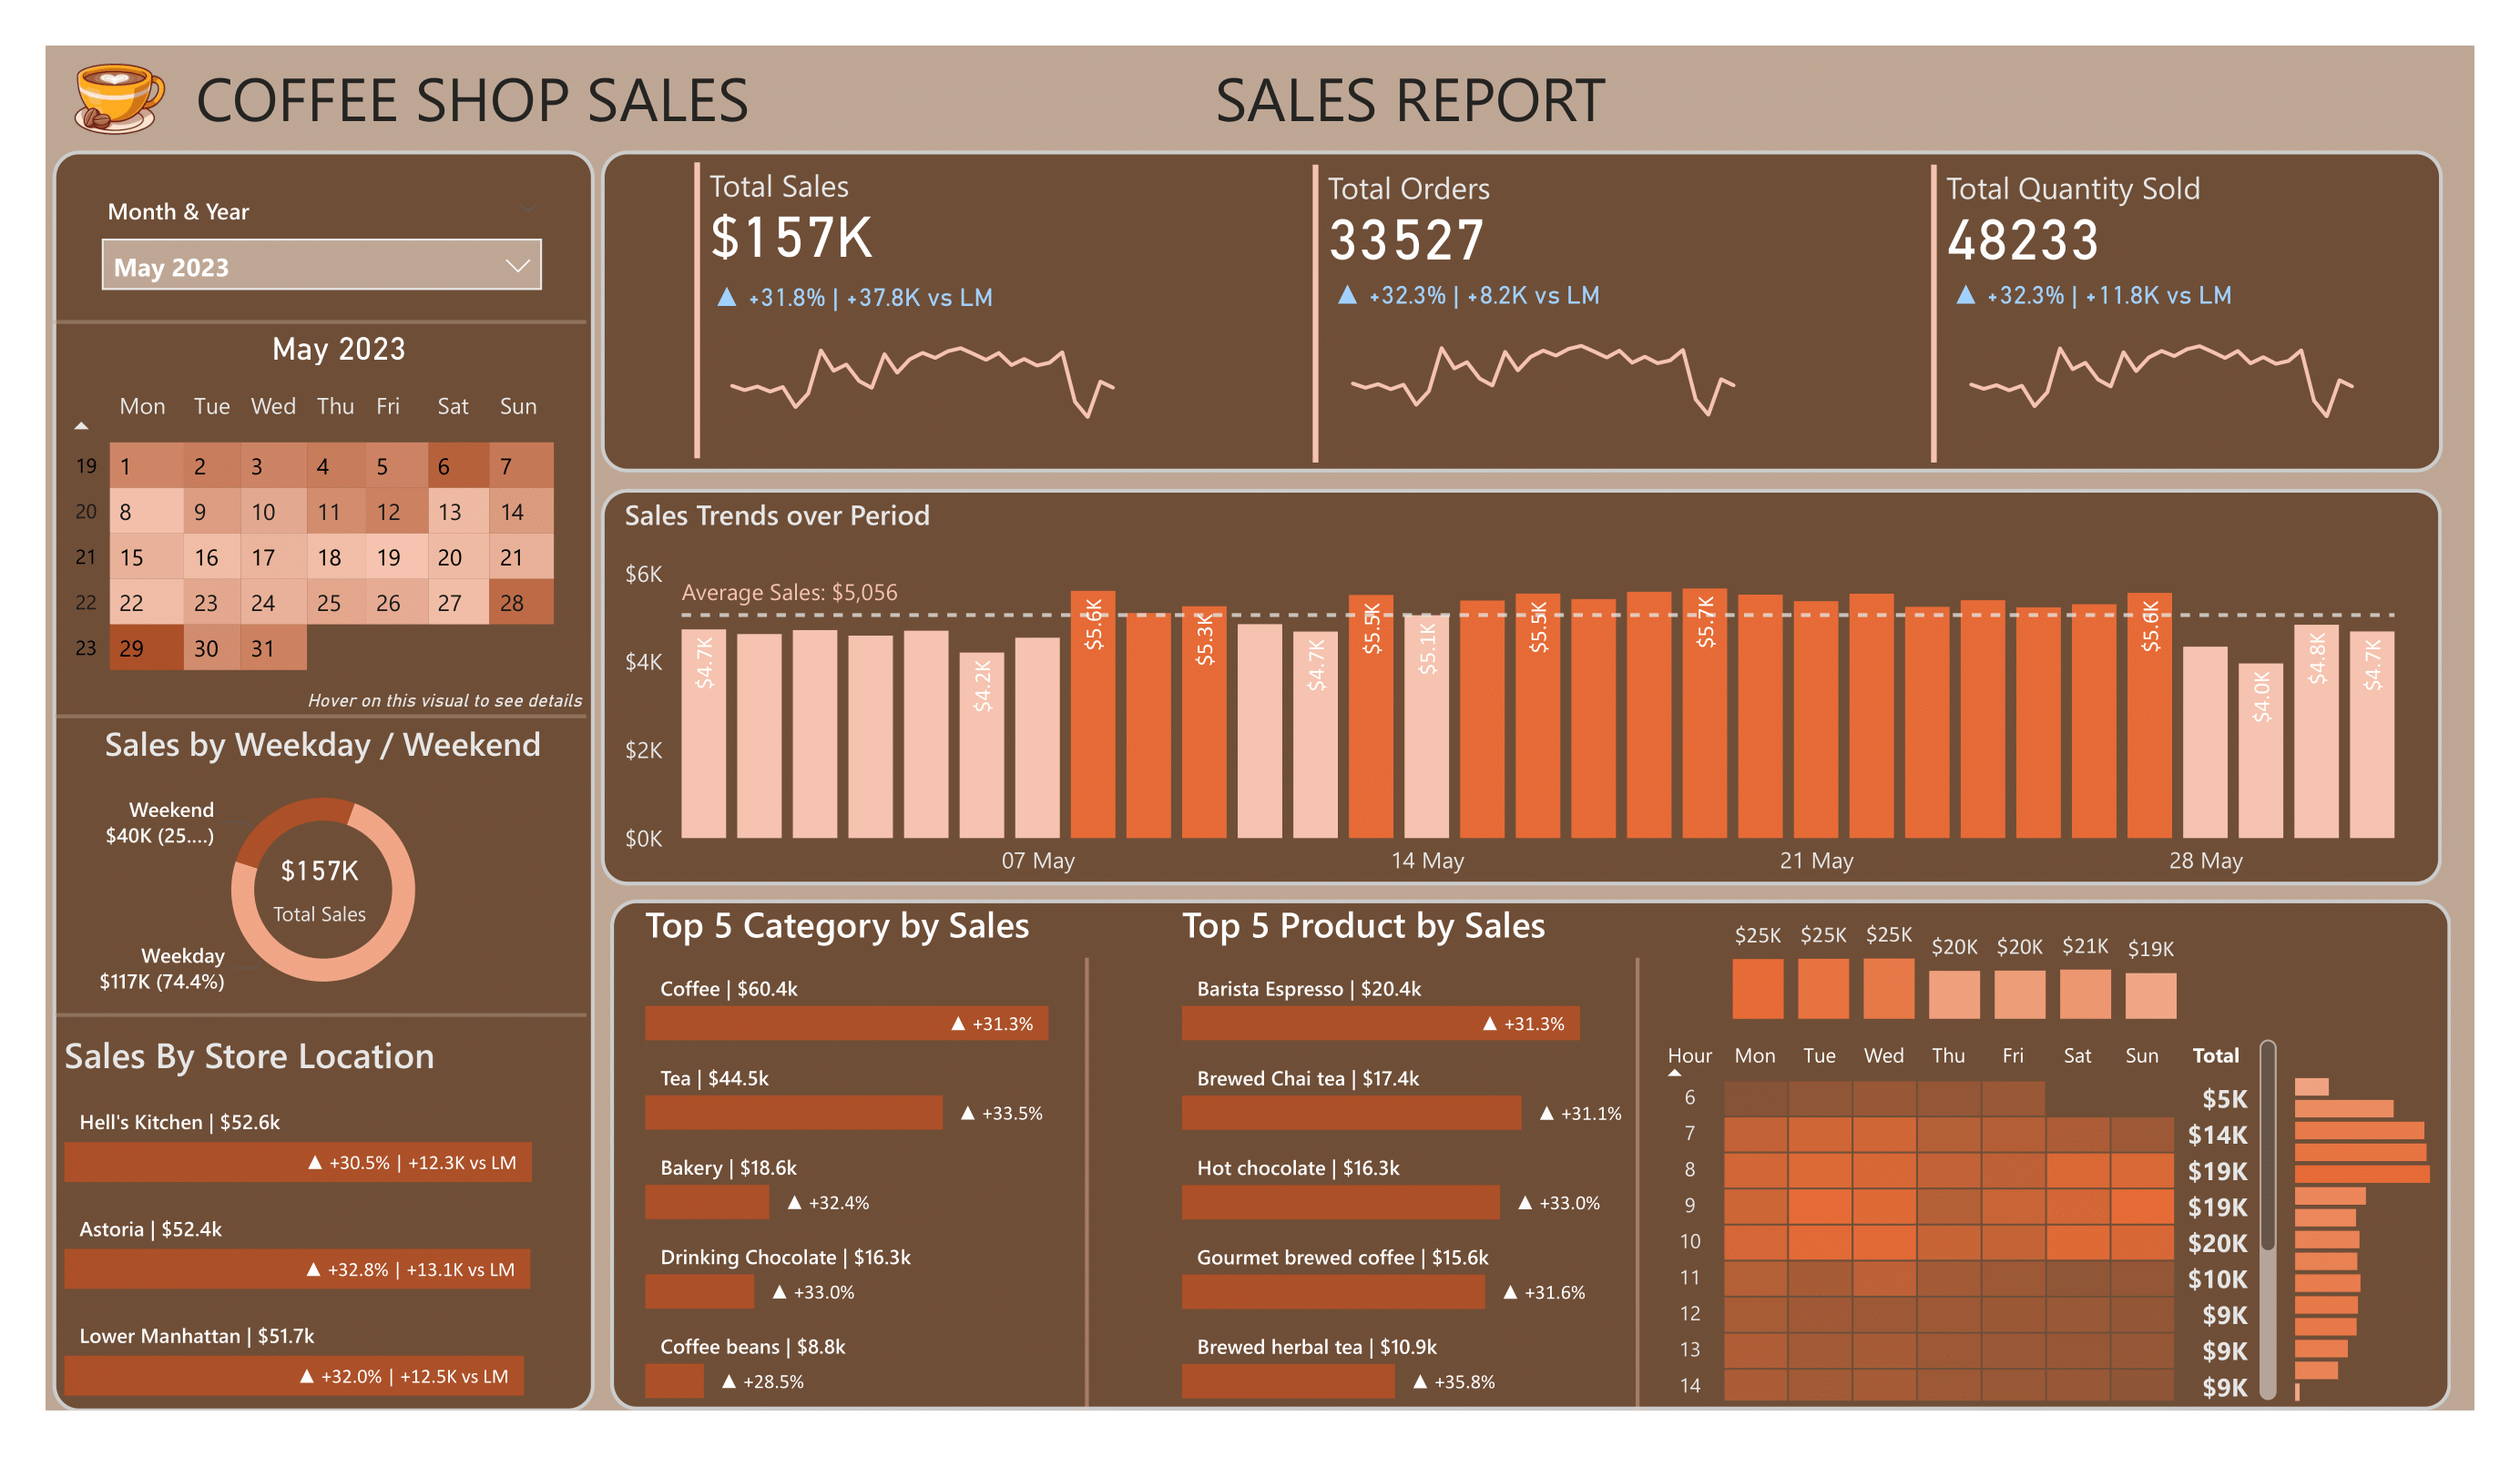 COFFEE SHOP SALES
SALES REPORT
Month & Year
May 2023
May 2023
Mon Tue Wed Thu Fri Sat Sun
19 1 2 3 4 5 6 7
20 8 9 10 11 12 13 14
21 15 16 17 18 19 20 21
22 22 23 24 25 26 27 28
23 29 30 31
Hover on this visual to see details
Sales by Weekday / Weekend
Weekend
$40K (25....)
$157K
Total Sales
Weekday
$117K (74.4%)
Sales By Store Location
Hell's Kitchen | $52.6k
+30.5% | +12.3K vs LM
Astoria | $52.4k
+32.8% | +13.1K vs LM
Lower Manhattan | $51.7k
+32.0% | +12.5K vs LM
Total Sales
$157K
+31.8% | +37.8K vs LM
Total Orders
33527
+32.3% | +8.2K vs LM
Total Quantity Sold
48233
+32.3% | +11.8K vs LM
Sales Trends over Period
$6K
Average Sales: $5,056
$4K
$2K
$0K
$4.7K
$4.2K
$5.6K
$5.3K
$4.7K
$5.5K
$5.1K
$5.5K
$5.7K
$5.6K
$4.0K
$4.8K
$4.7K
07 May 14 May 21 May 28 May
Top 5 Category by Sales
Coffee | $60.4k
+31.3%
Tea | $44.5k
+33.5%
Bakery | $18.6k
+32.4%
Drinking Chocolate | $16.3k
+33.0%
Coffee beans | $8.8k
+28.5%
Top 5 Product by Sales
Barista Espresso | $20.4k
+31.3%
Brewed Chai tea | $17.4k
+31.1%
Hot chocolate | $16.3k
+33.0%
Gourmet brewed coffee | $15.6k
+31.6%
Brewed herbal tea | $10.9k
+35.8%
$25K $25K $25K $20K $20K $21K $19K
Hour Mon Tue Wed Thu Fri Sat Sun Total
6 $5K
7 $14K
8 $19K
9 $19K
10 $20K
11 $10K
12 $9K
13 $9K
14 $9K